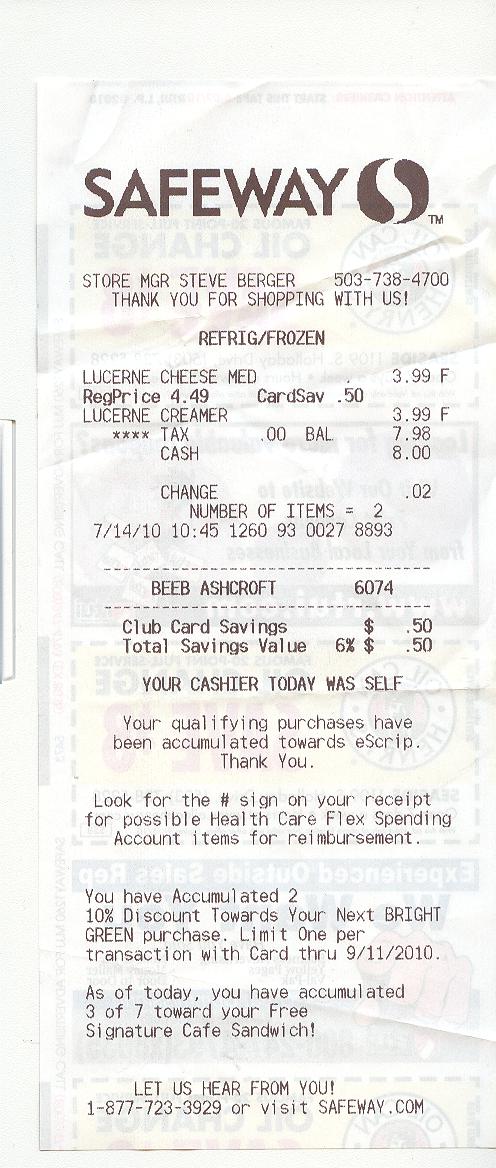 SAFEWAY
TM
STORE MGR STEVE BERGER 503-738-4700
THANK YOU FOR SHOPPING WITH US!
REFRIG/FROZEN
LUCERNE CHEESE MED . 3.99 F
RegPrice 4.49 CardSav .50
LUCERNE CREAMER 3.99 F
**** TAX .00 BAL 7.98
CASH 8.00
CHANGE .02
NUMBER OF ITEMS = 2
7/14/10 10:45 1260 93 0027 8893
BEEB ASHCROFT 6074
Club Card Savings $ .50
Total Savings Value 6% $ .50
YOUR CASHIER TODAY WAS SELF
Your qualifying purchases have
been accumulated towards eScrip.
Thank You.
Look for the # sign on your receipt
for possible Health Care Flex Spending
Account items for reimbursement.
You have Accumulated 2
10% Discount Towards Your Next BRIGHT
GREEN purchase. Limit One per
transaction with Card thru 9/11/2010.
As of today, you have accumulated
3 of 7 toward your Free
Signature Cafe Sandwich!
LET US HEAR FROM YOU!
1-877-723-3929 or visit SAFEWAY.COM